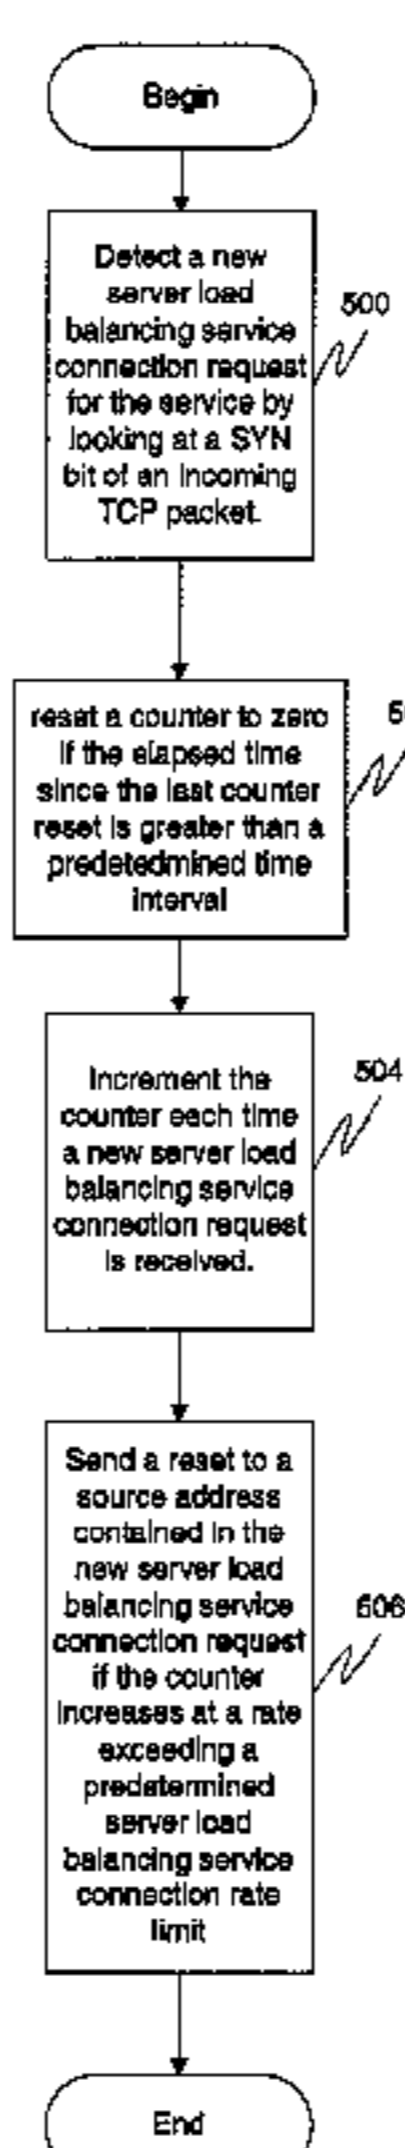 Begin
Detect a new
server load
balancing service
connection request
for the service by
looking at a SYN
bit of an incoming
TCP packet.
500
reset a counter to zero
if the elapsed time
since the last counter
reset is greater than a
predetedmined time
interval
Increment the
counter each time
a new server load
balancing service
connection request
is received.
504
Send a reset to a
source address
contained in the
new server load
balancing service
connection request
if the counter
increases at a rate
exceeding a
predetermined
server load
balancing service
connection rate
limit
506
End